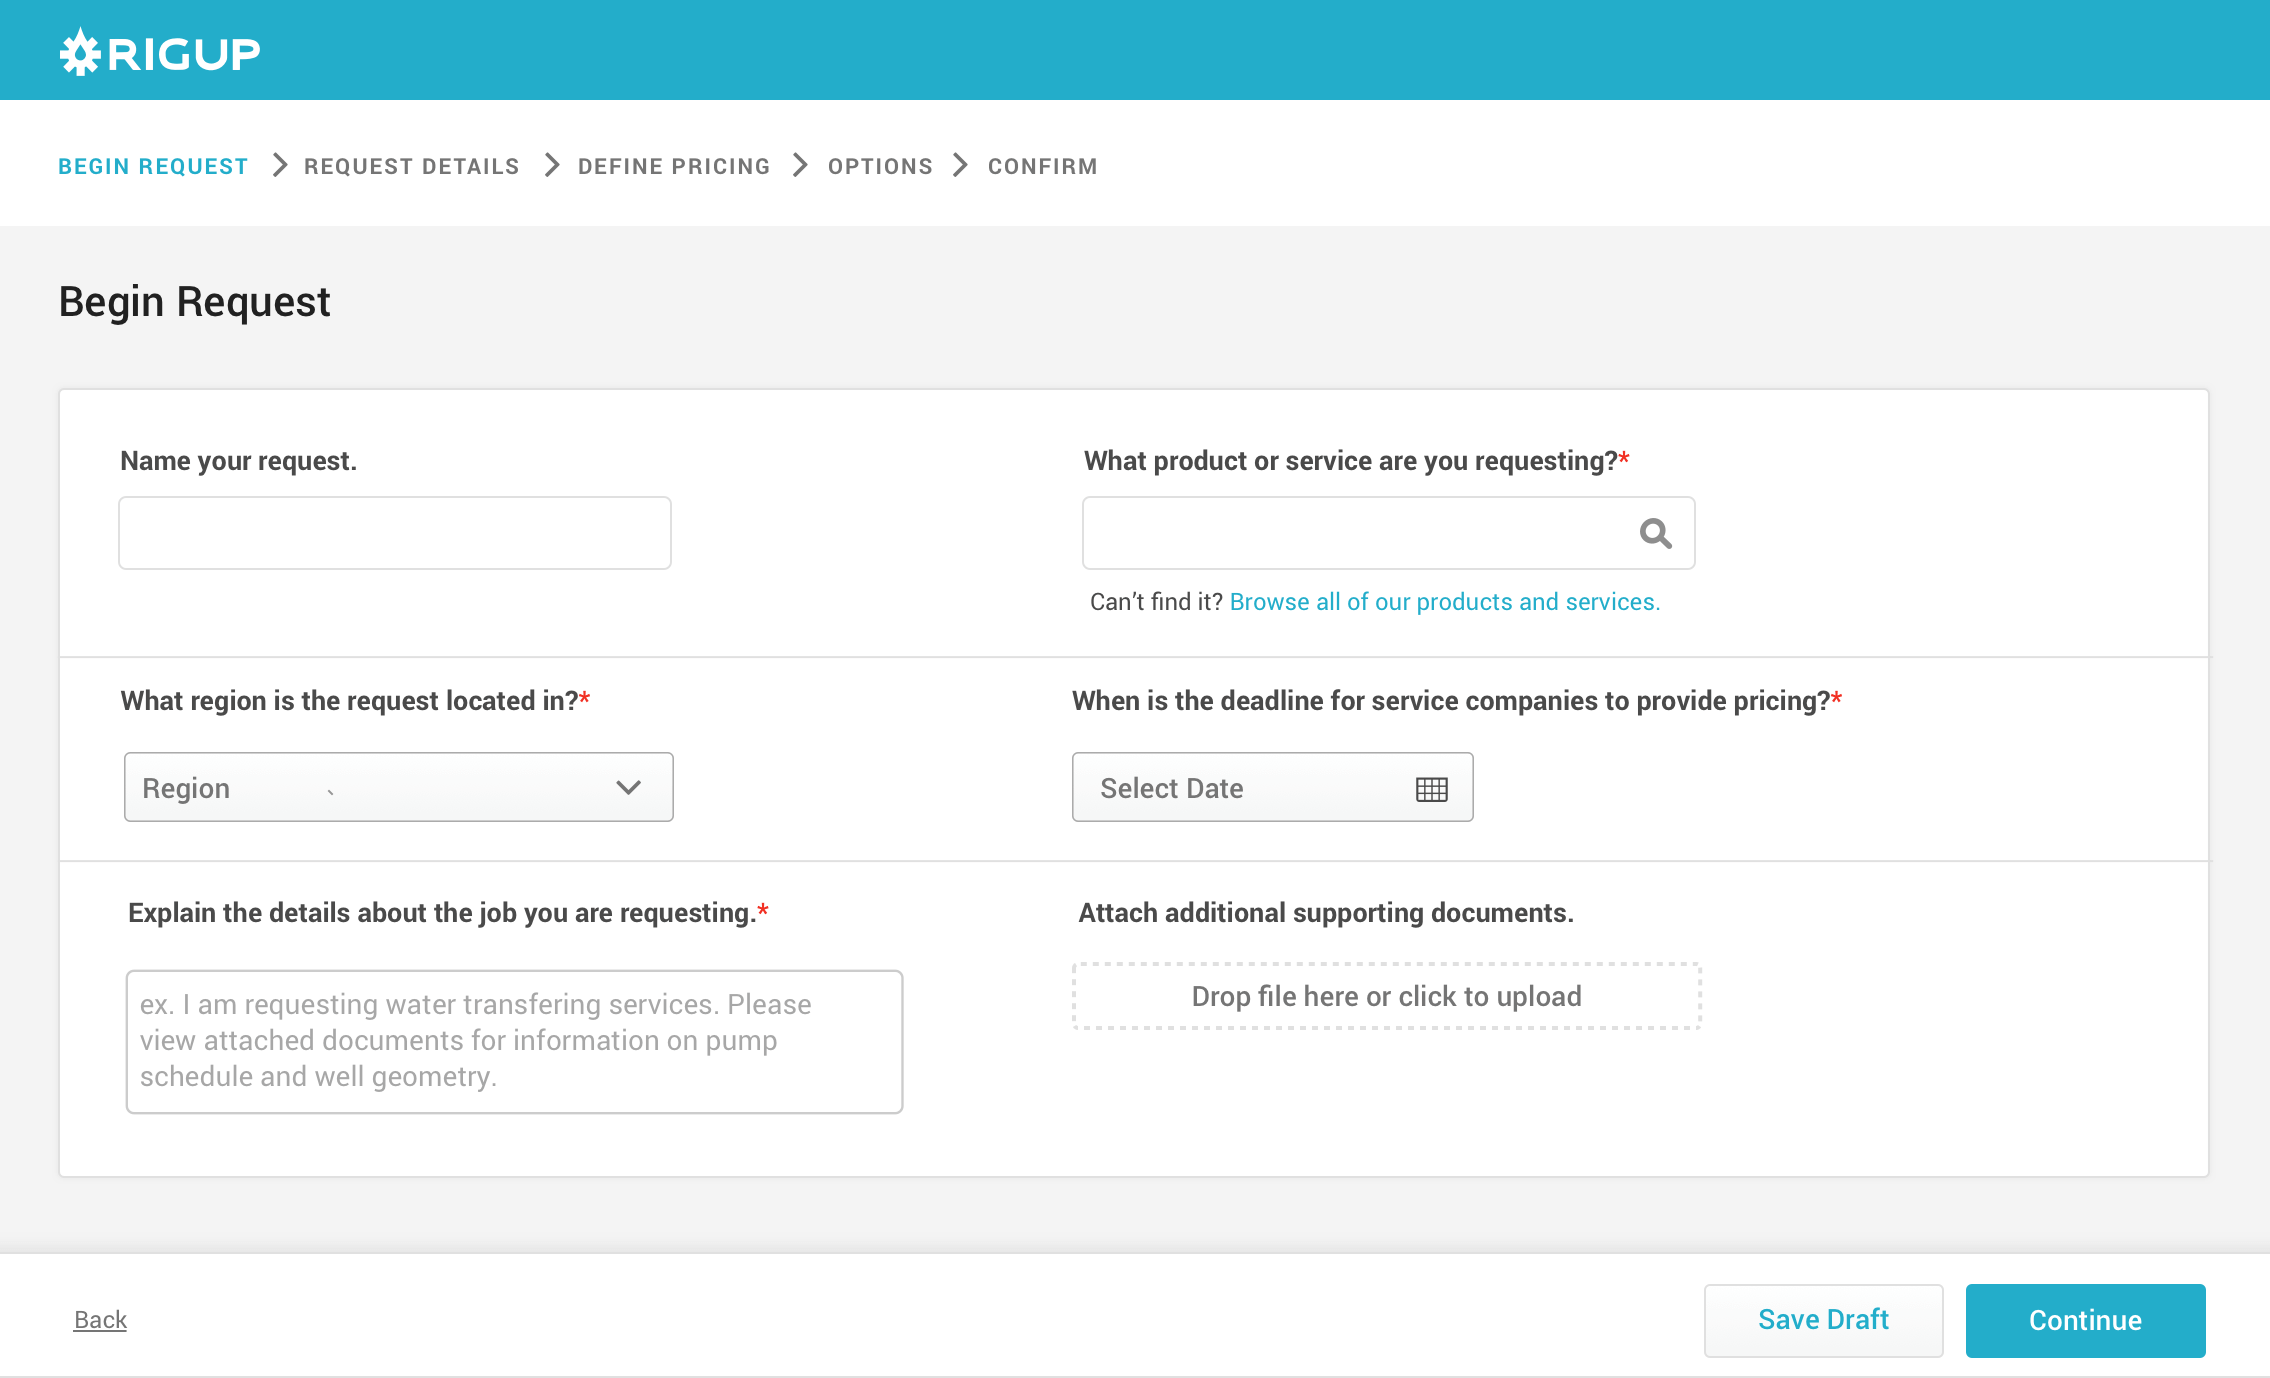 RIGUP
BEGIN REQUEST > REQUEST DETAILS > DEFINE PRICING > OPTIONS > CONFIRM
Begin Request
Name your request.
What product or service are you requesting?*
Can’t find it? Browse all of our products and services.
What region is the request located in?*
When is the deadline for service companies to provide pricing?*
Region
Select Date
Explain the details about the job you are requesting.*
Attach additional supporting documents.
ex. I am requesting water transfering services. Please
view attached documents for information on pump
schedule and well geometry.
Drop file here or click to upload
Back
Save Draft
Continue